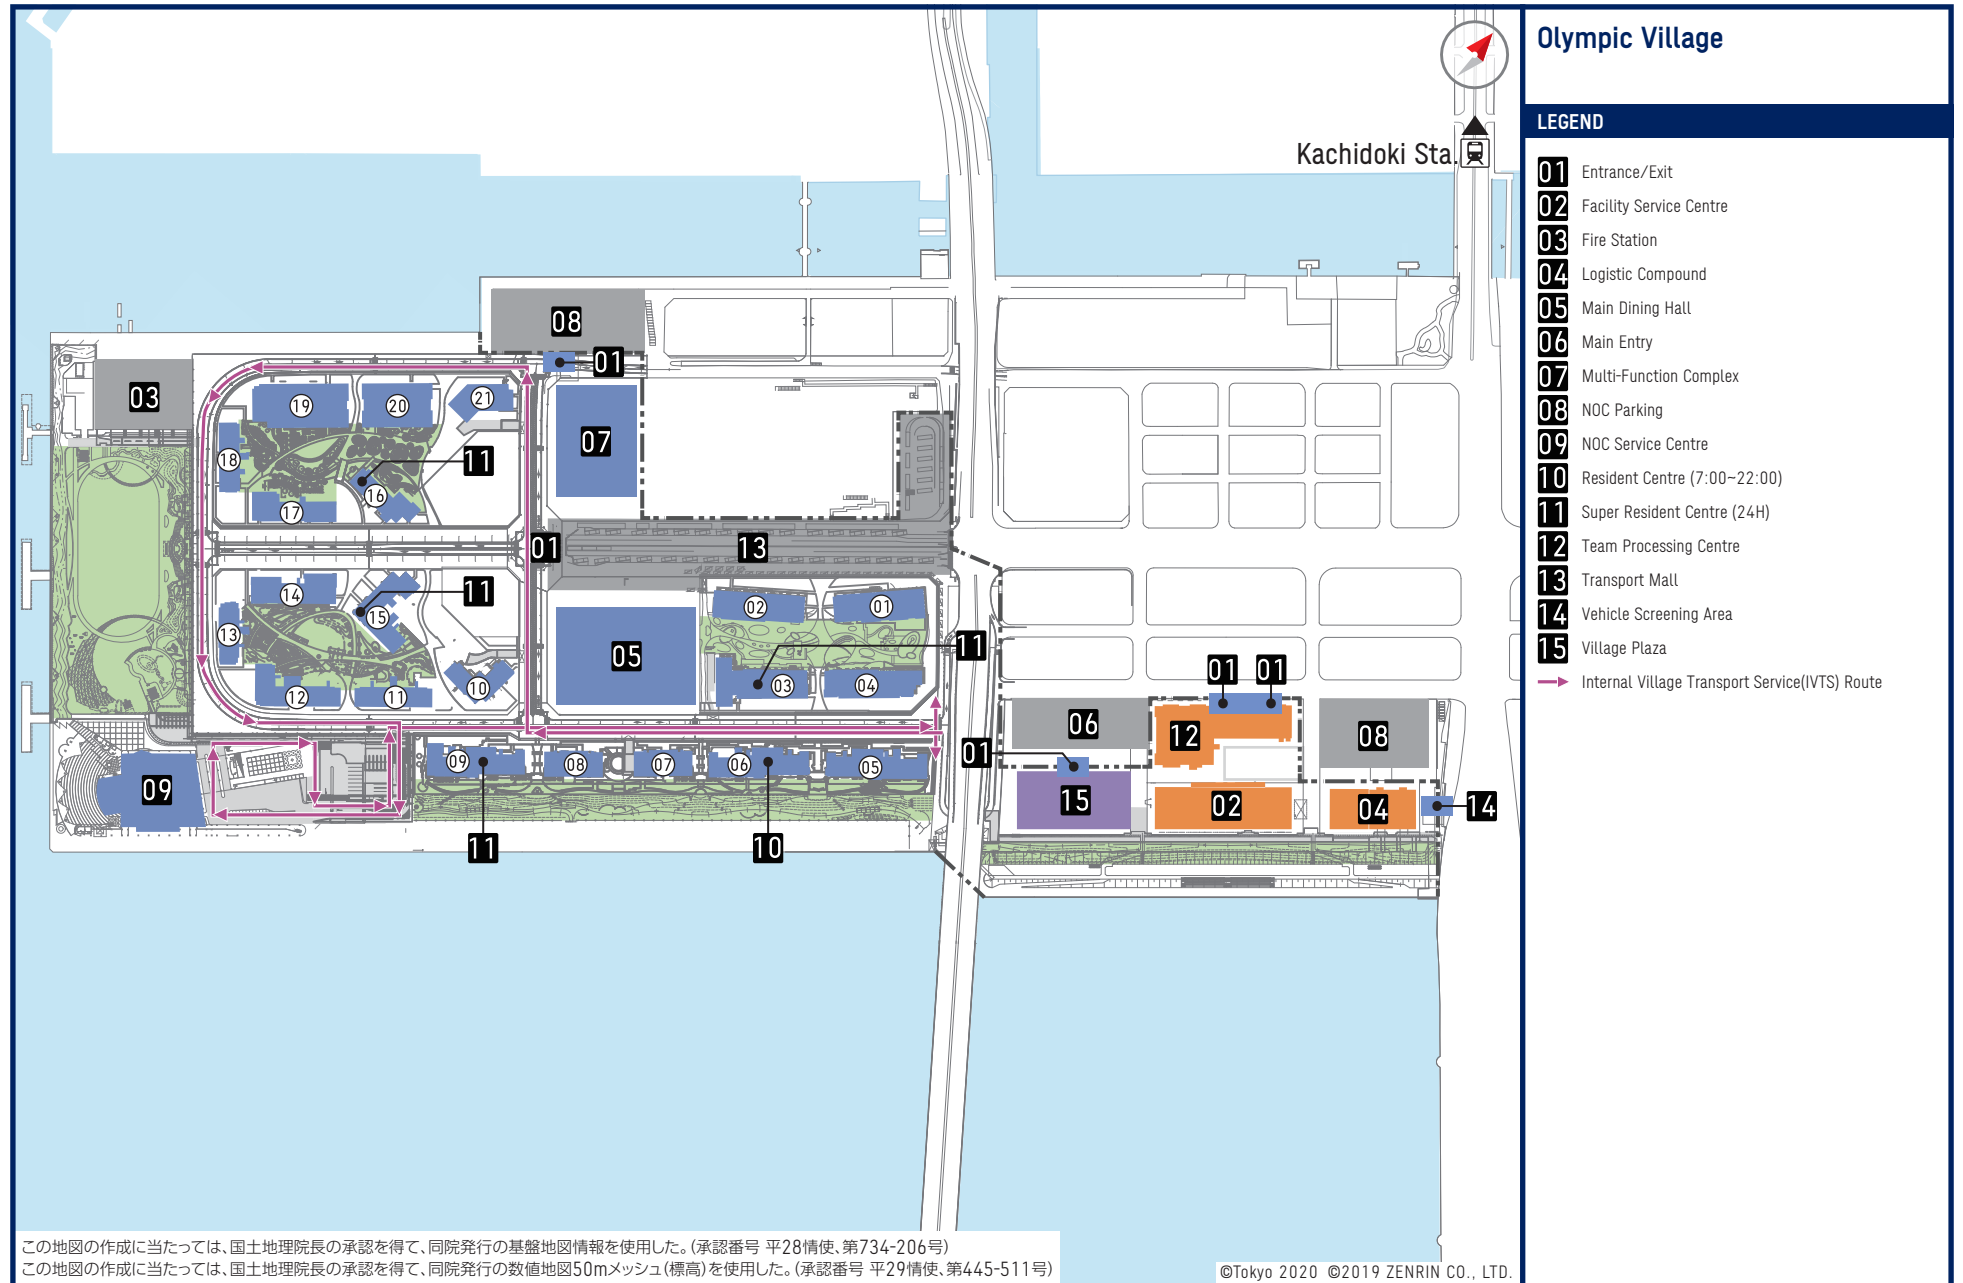 Olympic Village
LEGEND
01 Entrance/Exit
02 Facility Service Centre
03 Fire Station
04 Logistic Compound
05 Main Dining Hall
06 Main Entry
07 Multi-Function Complex
08 NOC Parking
09 NOC Service Centre
10 Resident Centre (7:00~22:00)
11 Super Resident Centre (24H)
12 Team Processing Centre
13 Transport Mall
14 Vehicle Screening Area
15 Village Plaza
Internal Village Transport Service(IVTS) Route
Kachidoki Sta.
08
01
03
19
20
21
07
18
11
16
17
01
13
14
15
11
13
02
01
05
11
12
11
10
03
04
01
01
06
12
08
01
09
08
07
06
05
09
15
02
04
14
11
10
この地図の作成に当たっては、国土地理院長の承認を得て、同院発行の基盤地図情報を使用した。(承認番号 平28情使、第734-206号)
この地図の作成に当たっては、国土地理院長の承認を得て、同院発行の数値地図50mメッシュ(標高)を使用した。(承認番号 平29情使、第445-511号)
©Tokyo 2020 ©2019 ZENRIN CO., LTD.